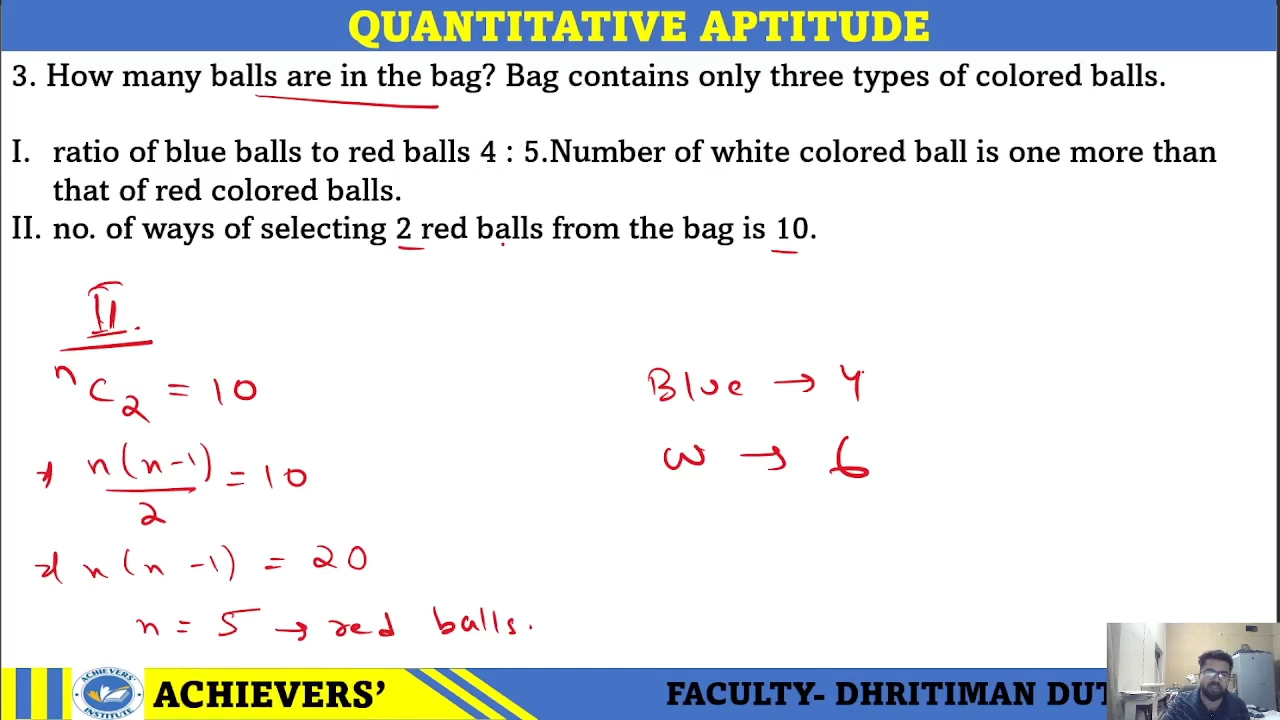 QUANTITATIVE APTITUDE
3. How many balls are in the bag? Bag contains only three types of colored balls.
I. ratio of blue balls to red balls 4 : 5.Number of white colored ball is one more than
that of red colored balls.
II. no. of ways of selecting 2 red balls from the bag is 10.
II.
ⁿC₂ = 10
Blue → 4
n(n-1)/2 = 10
W → 6
n(n-1) = 20
n = 5 → red balls.
ACHIEVERS' INSTITUTE
ACHIEVERS’
FACULTY- DHRITIMAN DUT